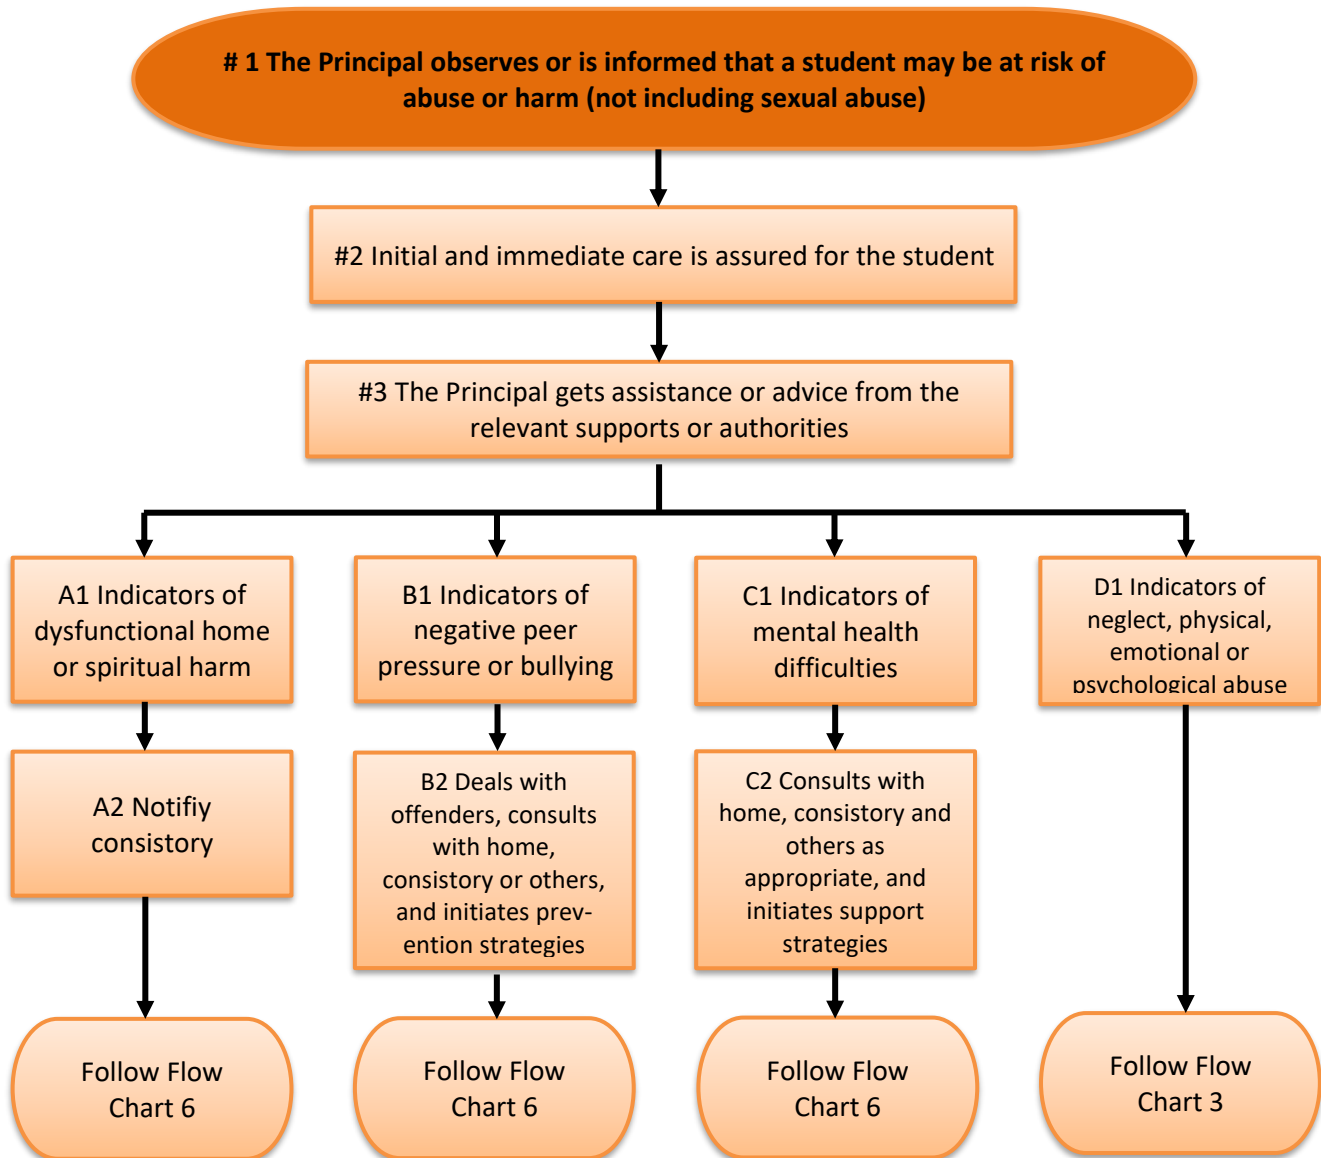 # 1 The Principal observes or is informed that a student may be at risk of
abuse or harm (not including sexual abuse)
#2 Initial and immediate care is assured for the student
#3 The Principal gets assistance or advice from the
relevant supports or authorities
A1 Indicators of
dysfunctional home
or spiritual harm
B1 Indicators of
negative peer
pressure or bullying
C1 Indicators of
mental health
difficulties
D1 Indicators of
neglect, physical,
emotional or
psychological abuse
A2 Notifiy
consistory
B2 Deals with
offenders, consults
with home,
consistory or others,
and initiates prev-
ention strategies
C2 Consults with
home, consistory and
others as
appropriate, and
initiates support
strategies
Follow Flow
Chart 6
Follow Flow
Chart 6
Follow Flow
Chart 6
Follow Flow
Chart 3